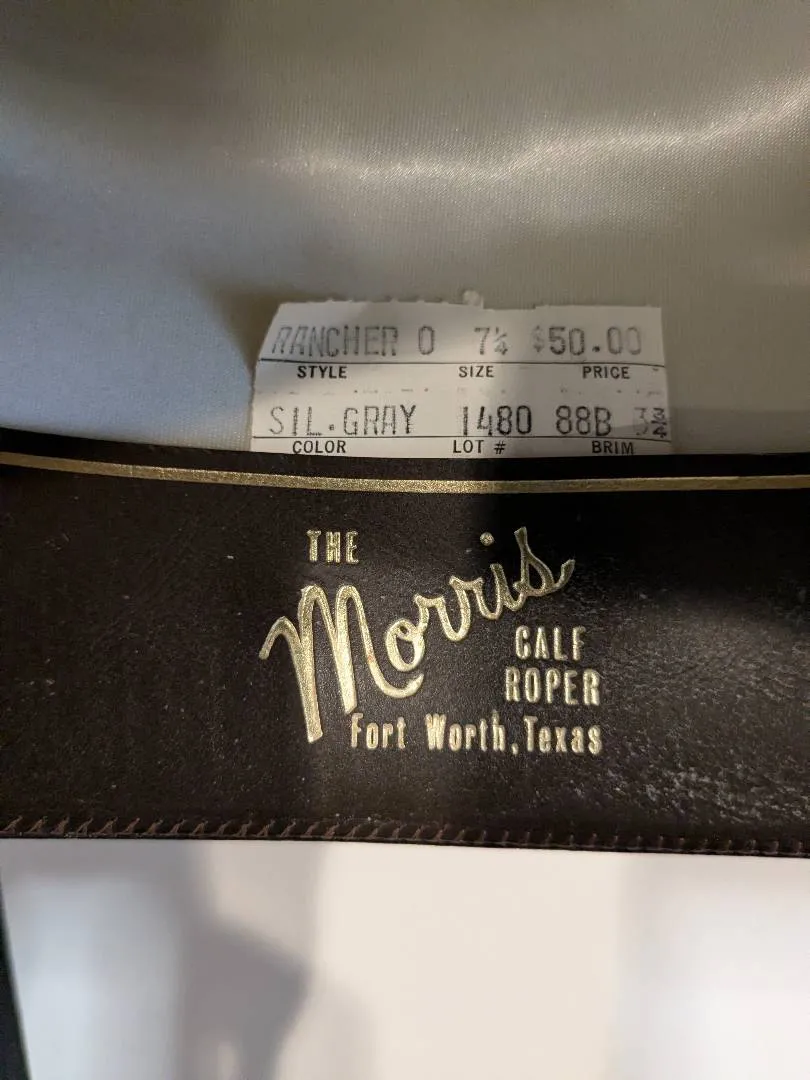 RANCHER O 7¼ $50.00
STYLE SIZE PRICE
SIL.GRAY 1480 88B 3¾
COLOR LOT # BRIM
THE
Morris
CALF
ROPER
Fort Worth, Texas